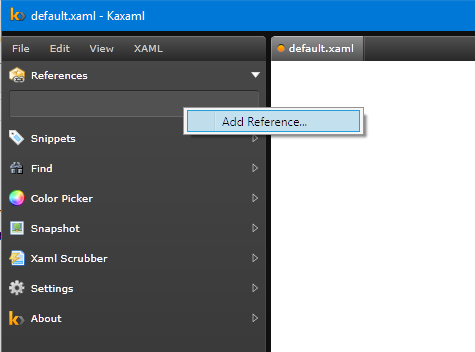 default.xaml - Kaxaml
File Edit View XAML
default.xaml
References
Add Reference...
Snippets
Find
Color Picker
Snapshot
Xaml Scrubber
Settings
About